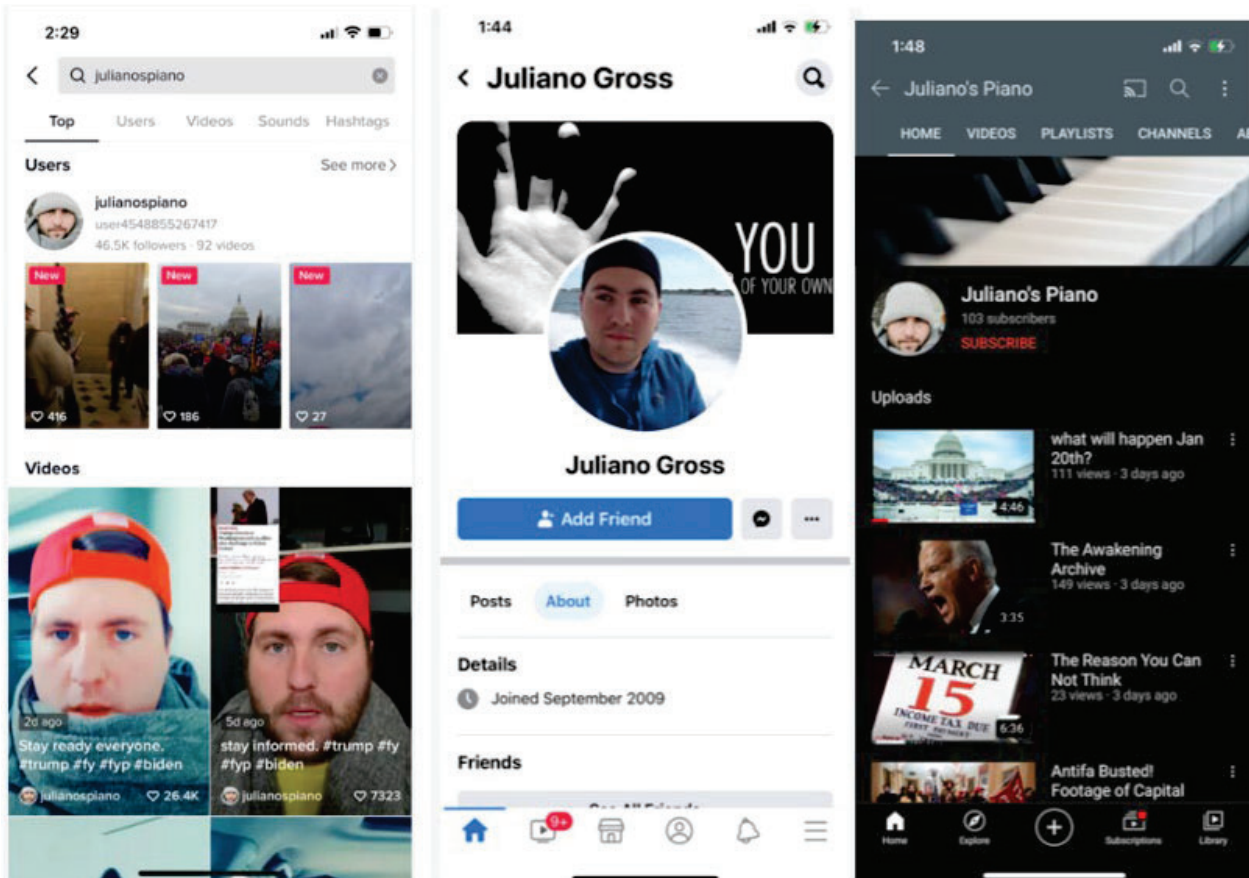 2:29
julianospiano
Top Users Videos Sounds Hashtags
Users See more >
julianospiano
user4548855267417
46.5K followers · 92 videos
New New New
416 186 27
Videos
2d ago
Stay ready everyone.
#trump #fy #fyp #biden
julianospiano 26.4K
5d ago
stay informed. #trump #fy
#fyp #biden
julianospiano 7323
1:44
Juliano Gross
YOU
OF YOUR OWN
Juliano Gross
Add Friend
Posts About Photos
Details
Joined September 2009
Friends
See All Friends
9+
1:48
Juliano's Piano
HOME VIDEOS PLAYLISTS CHANNELS
Juliano's Piano
103 subscribers
SUBSCRIBE
Uploads
what will happen Jan
20th?
111 views · 3 days ago
4:46
The Awakening
Archive
149 views · 3 days ago
3:35
The Reason You Can
Not Think
23 views · 3 days ago
MARCH
15
INCOME TAX DUE
FIRST PAYMENT
6:36
Antifa Busted!
Footage of Capital
Home Explore Subscriptions Library